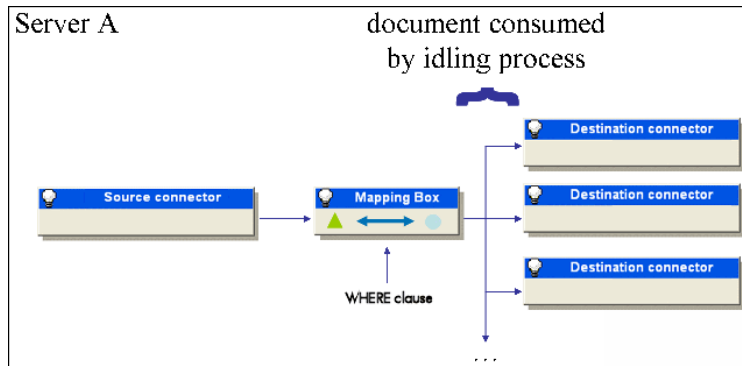 Server A
document consumed
by idling process
Destination connector
Source connector
Mapping Box
Destination connector
WHERE clause
Destination connector
...